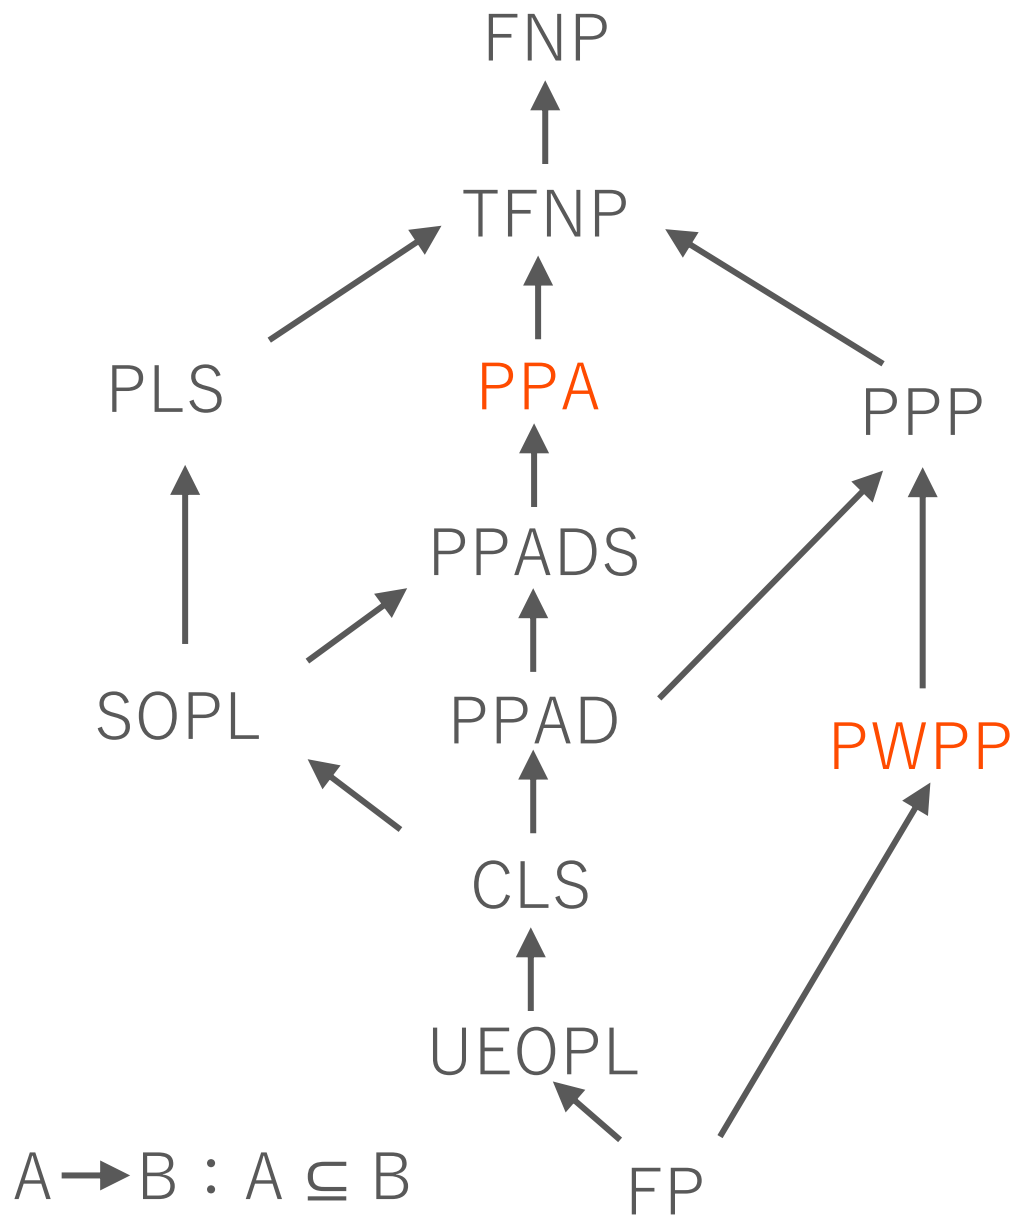 FNP
TFNP
PLS
PPA
PPP
PPADS
SOPL
PPAD
PWPP
CLS
UEOPL
FP
A → B : A ⊆ B